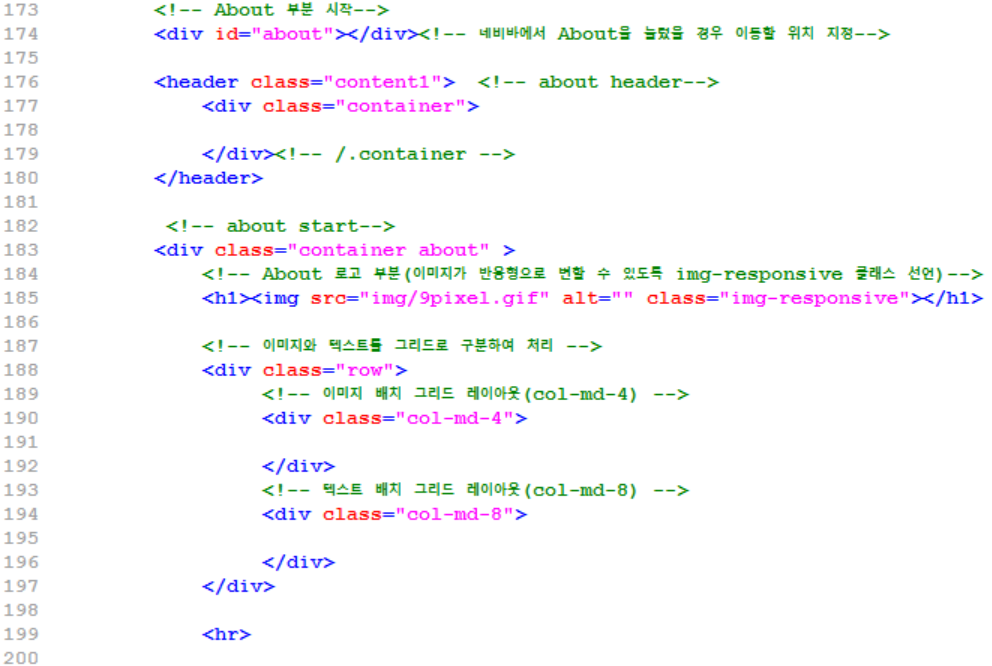 173 <!-- About 부분 시작-->
174 <div id="about"></div><!-- 네비바에서 About을 눌렀을 경우 이동할 위치 지정-->
175
176 <header class="content1"> <!-- about header-->
177 <div class="container">
178
179 </div><!-- /.container -->
180 </header>
181
182 <!-- about start-->
183 <div class="container about" >
184 <!-- About 로고 부분(이미지가 반응형으로 변할 수 있도록 img-responsive 클래스 선언)-->
185 <h1><img src="img/9pixel.gif" alt="" class="img-responsive"></h1>
186
187 <!-- 이미지와 텍스트를 그리드로 구분하여 처리 -->
188 <div class="row">
189 <!-- 이미지 배치 그리드 레이아웃(col-md-4) -->
190 <div class="col-md-4">
191
192 </div>
193 <!-- 텍스트 배치 그리드 레이아웃(col-md-8) -->
194 <div class="col-md-8">
195
196 </div>
197 </div>
198
199 <hr>
200